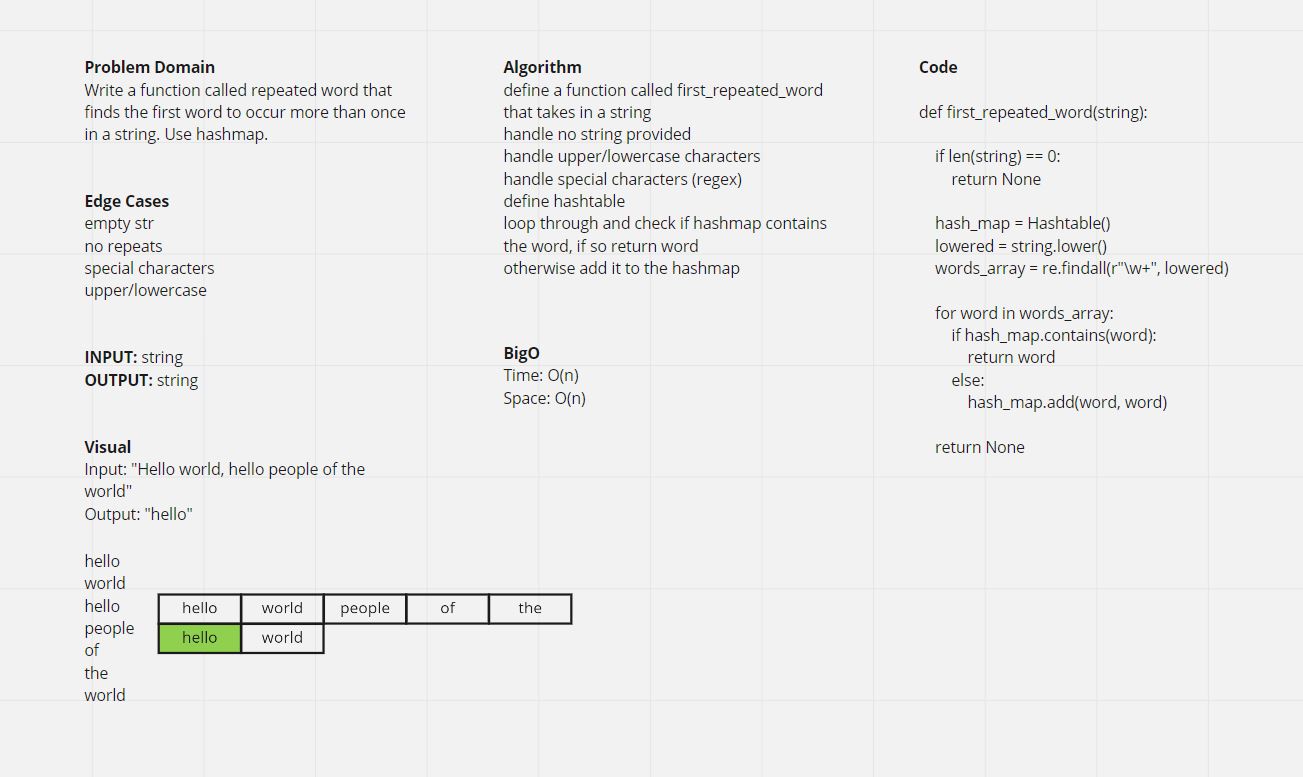 Problem Domain
Write a function called repeated word that
finds the first word to occur more than once
in a string. Use hashmap.
Edge Cases
empty str
no repeats
special characters
upper/lowercase
INPUT: string
OUTPUT: string
Visual
Input: "Hello world, hello people of the
world"
Output: "hello"
hello
world
hello
people
of
the
world
hello world people of the
hello world
Algorithm
define a function called first_repeated_word
that takes in a string
handle no string provided
handle upper/lowercase characters
handle special characters (regex)
define hashtable
loop through and check if hashmap contains
the word, if so return word
otherwise add it to the hashmap
BigO
Time: O(n)
Space: O(n)
Code
def first_repeated_word(string):
if len(string) == 0:
return None
hash_map = Hashtable()
lowered = string.lower()
words_array = re.findall(r"\w+", lowered)
for word in words_array:
if hash_map.contains(word):
return word
else:
hash_map.add(word, word)
return None